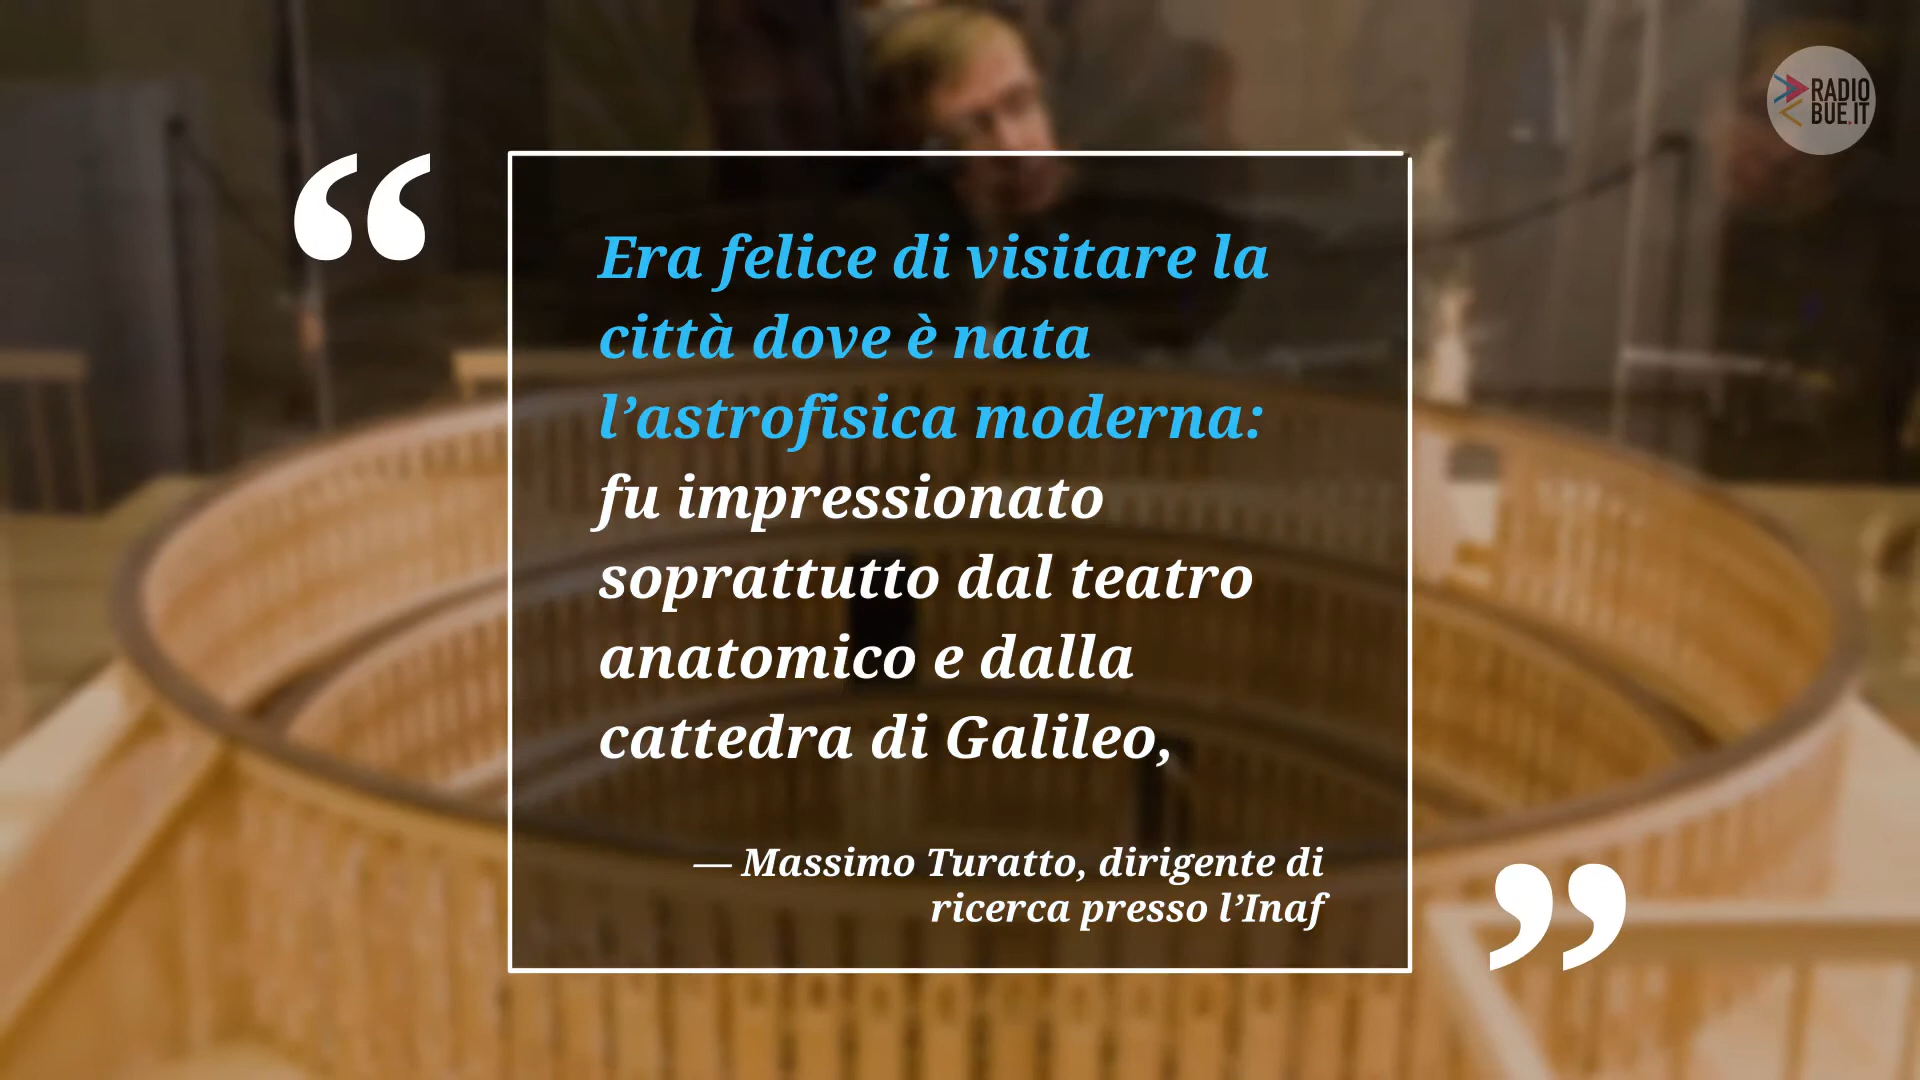 RADIO
BUE.IT
“
Era felice di visitare la
città dove è nata
l’astrofisica moderna:
fu impressionato
soprattutto dal teatro
anatomico e dalla
cattedra di Galileo,
— Massimo Turatto, dirigente di
ricerca presso l’Inaf
”